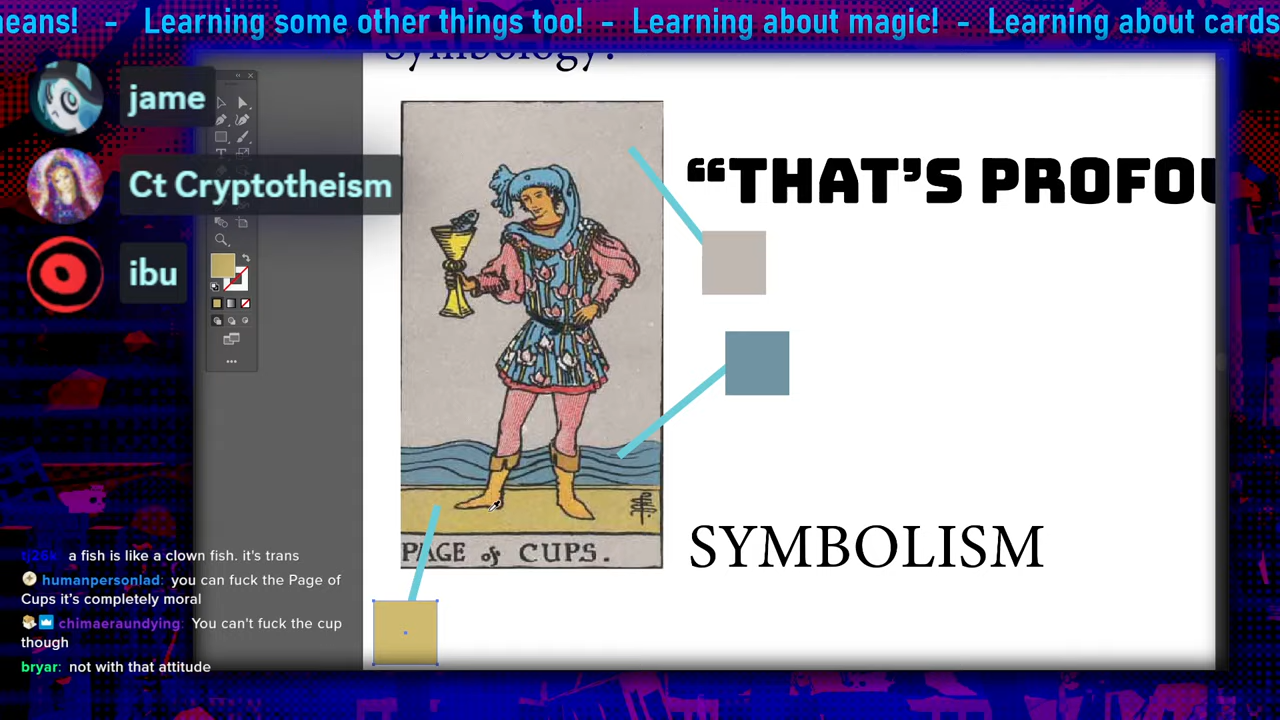 neans! - Learning some other things too! - Learning about magic! - Learning about cards
Symbology:
jame
Ct Cryptotheism
ibu
“THAT’S PROFOU
PAGE of CUPS.
SYMBOLISM
tj26x a fish is like a clown fish. it's trans
humanpersonlad: you can fuck the Page of
Cups it's completely moral
chimaeraundying: You can't fuck the cup
though
bryar: not with that attitude